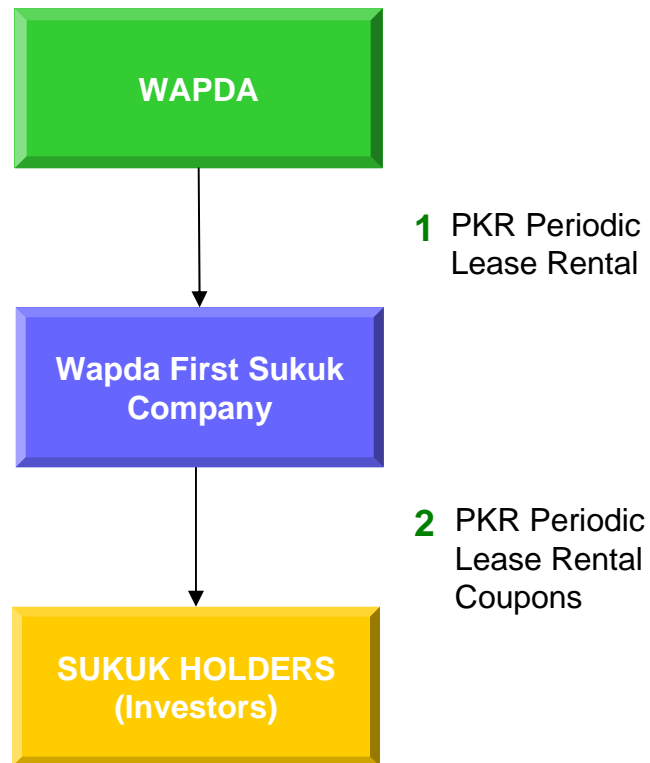 WAPDA
1 PKR Periodic
Lease Rental
Wapda First Sukuk
Company
2 PKR Periodic
Lease Rental
Coupons
SUKUK HOLDERS
(Investors)